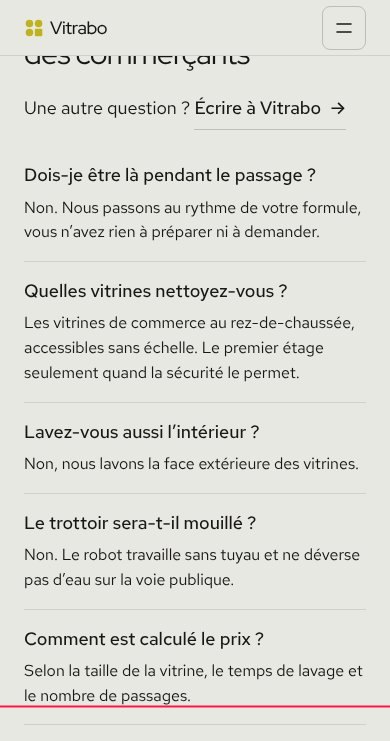 Vitrabo
des commerçants
Une autre question ? Écrire à Vitrabo →
Dois-je être là pendant le passage ?
Non. Nous passons au rythme de votre formule,
vous n’avez rien à préparer ni à demander.
Quelles vitrines nettoyez-vous ?
Les vitrines de commerce au rez-de-chaussée,
accessibles sans échelle. Le premier étage
seulement quand la sécurité le permet.
Lavez-vous aussi l’intérieur ?
Non, nous lavons la face extérieure des vitrines.
Le trottoir sera-t-il mouillé ?
Non. Le robot travaille sans tuyau et ne déverse
pas d’eau sur la voie publique.
Comment est calculé le prix ?
Selon la taille de la vitrine, le temps de lavage et
le nombre de passages.